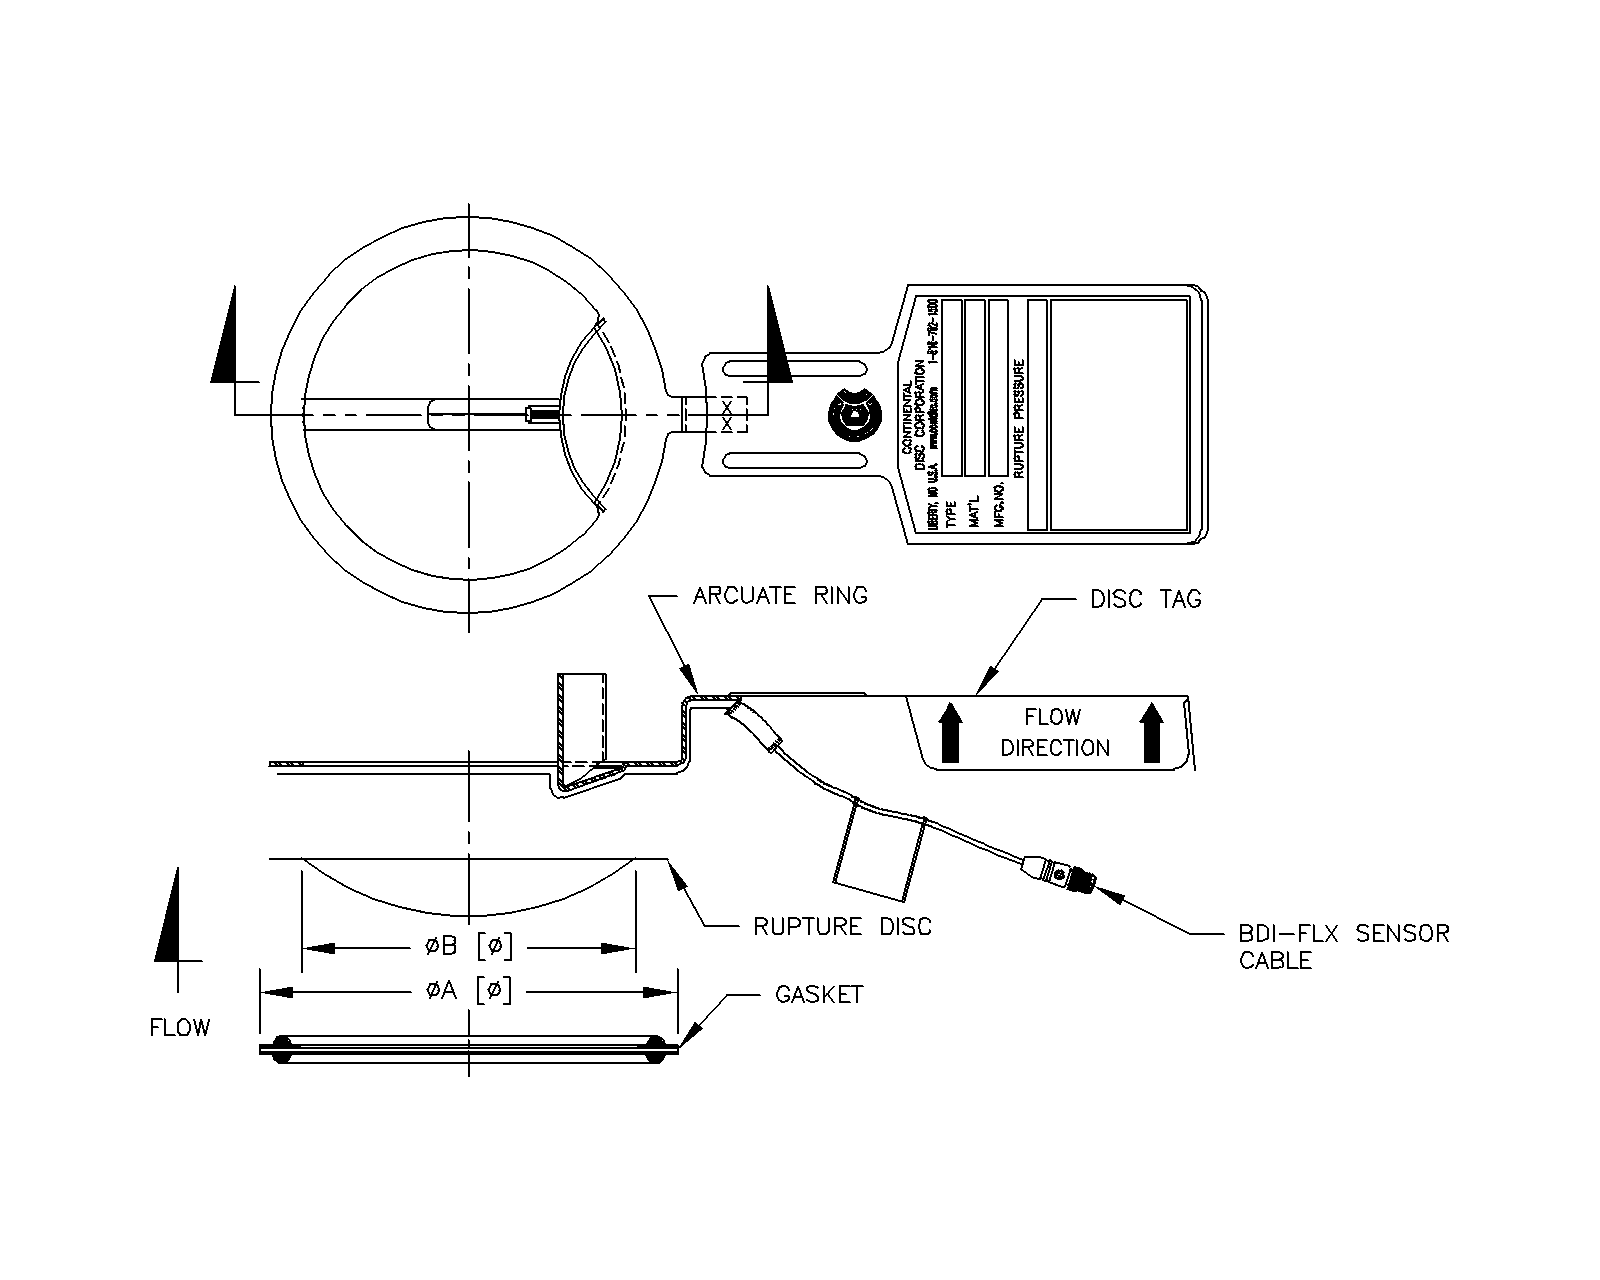 CONTINENTAL
DISC CORPORATION
LIBERTY, MO U.S.A. www.contdisc.com 1-816-792-1500
TYPE
MAT'L
MFG.NO.
RUPTURE PRESSURE
X
X
ARCUATE RING
DISC TAG
FLOW
DIRECTION
RUPTURE DISC
BDI-FLX SENSOR
CABLE
øB [ø]
øA [ø]
GASKET
FLOW